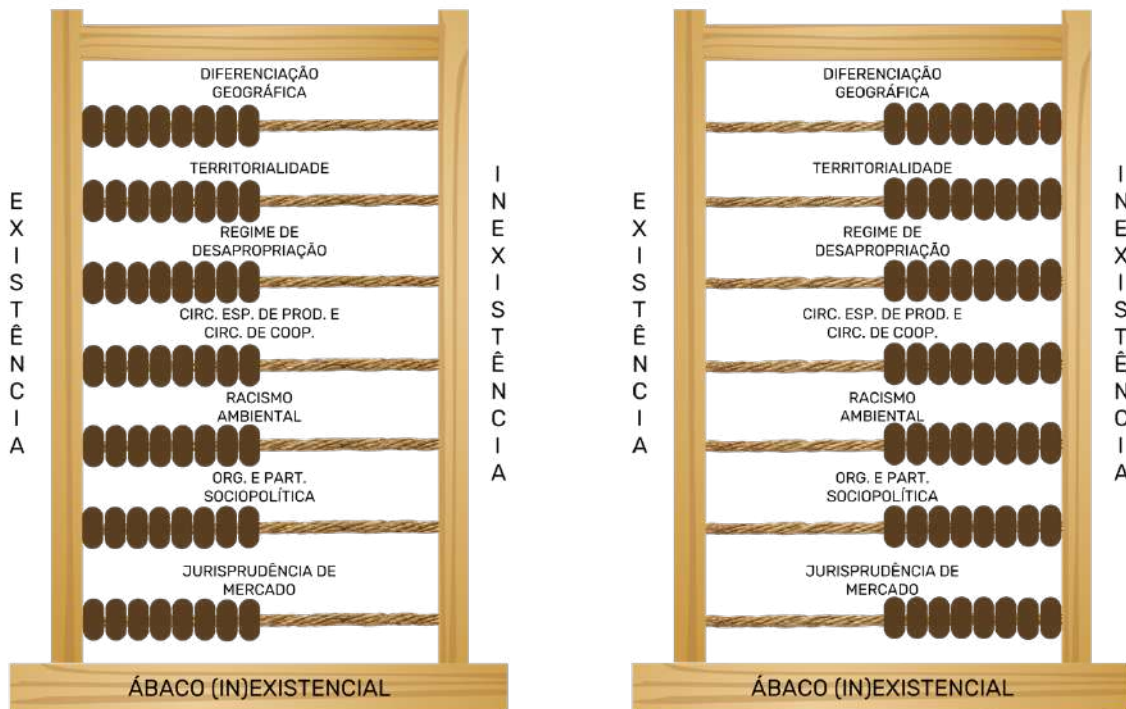 DIFERENCIAÇÃO
GEOGRÁFICA
TERRITORIALIDADE
REGIME DE
DESAPROPRIAÇÃO
CIRC. ESP. DE PROD. E
CIRC. DE COOP.
RACISMO
AMBIENTAL
ORG. E PART.
SOCIOPOLÍTICA
JURISPRUDÊNCIA DE
MERCADO
EXISTÊNCIA
INEXISTÊNCIA
ÁBACO (IN)EXISTENCIAL
DIFERENCIAÇÃO
GEOGRÁFICA
TERRITORIALIDADE
REGIME DE
DESAPROPRIAÇÃO
CIRC. ESP. DE PROD. E
CIRC. DE COOP.
RACISMO
AMBIENTAL
ORG. E PART.
SOCIOPOLÍTICA
JURISPRUDÊNCIA DE
MERCADO
EXISTÊNCIA
INEXISTÊNCIA
ÁBACO (IN)EXISTENCIAL